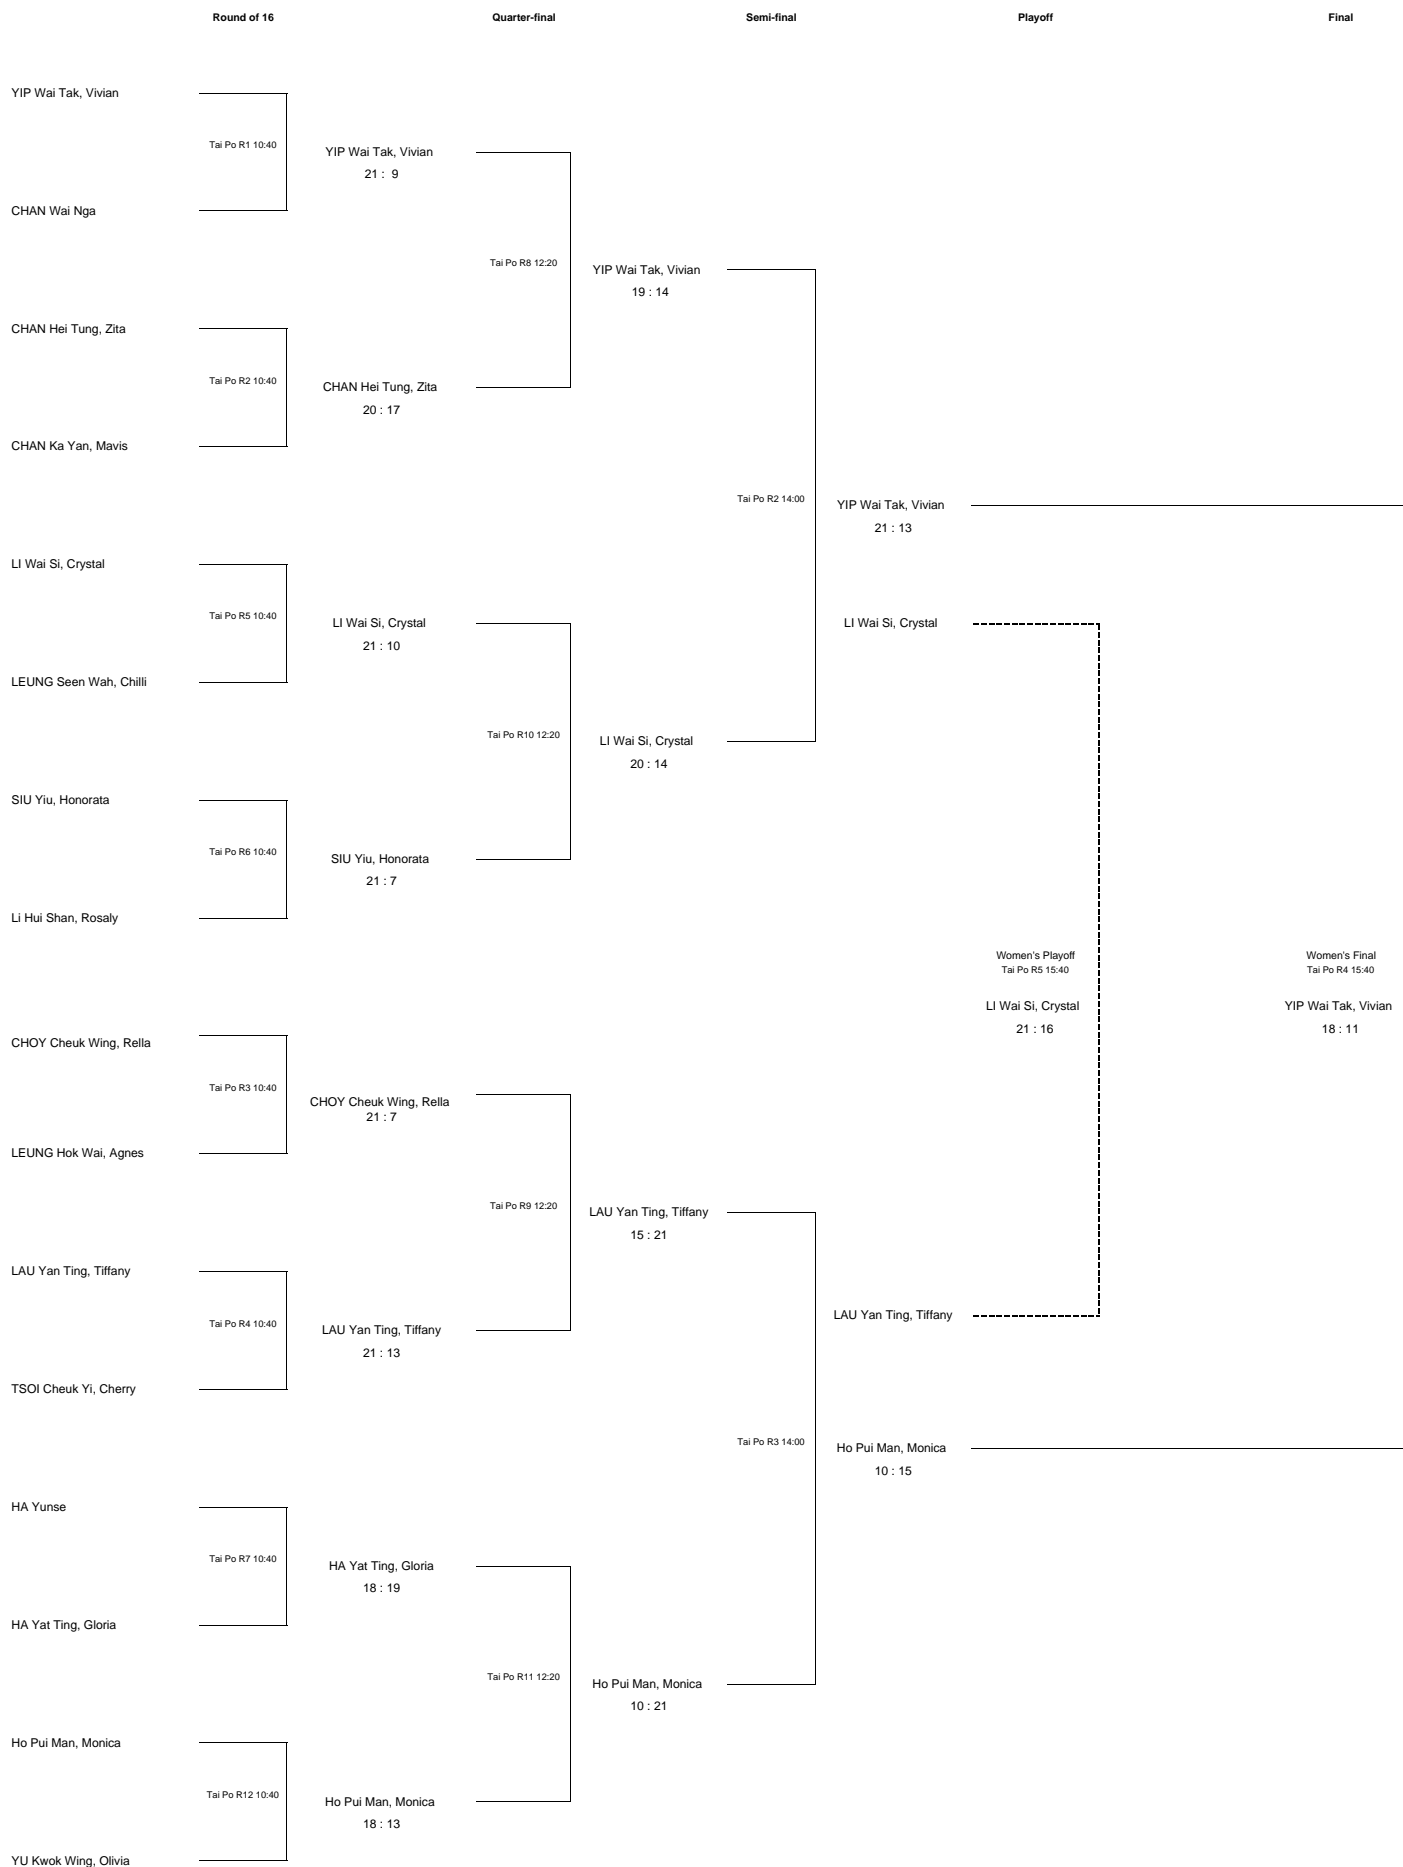 Round of 16 Quarter-final Semi-final Playoff Final
YIP Wai Tak, Vivian
Tai Po R1 10:40
YIP Wai Tak, Vivian
21 : 9
CHAN Wai Nga
Tai Po R8 12:20
YIP Wai Tak, Vivian
19 : 14
CHAN Hei Tung, Zita
Tai Po R2 10:40
CHAN Hei Tung, Zita
20 : 17
CHAN Ka Yan, Mavis
Tai Po R2 14:00
YIP Wai Tak, Vivian
21 : 13
LI Wai Si, Crystal
Tai Po R5 10:40
LI Wai Si, Crystal
21 : 10
LI Wai Si, Crystal
LEUNG Seen Wah, Chilli
Tai Po R10 12:20
LI Wai Si, Crystal
20 : 14
SIU Yiu, Honorata
Tai Po R6 10:40
SIU Yiu, Honorata
21 : 7
Li Hui Shan, Rosaly
Women's Playoff
Tai Po R5 15:40
LI Wai Si, Crystal
21 : 16
Women's Final
Tai Po R4 15:40
YIP Wai Tak, Vivian
18 : 11
CHOY Cheuk Wing, Rella
Tai Po R3 10:40
CHOY Cheuk Wing, Rella
21 : 7
LEUNG Hok Wai, Agnes
Tai Po R9 12:20
LAU Yan Ting, Tiffany
15 : 21
LAU Yan Ting, Tiffany
Tai Po R4 10:40
LAU Yan Ting, Tiffany
21 : 13
LAU Yan Ting, Tiffany
TSOI Cheuk Yi, Cherry
Tai Po R3 14:00
Ho Pui Man, Monica
10 : 15
HA Yunse
Tai Po R7 10:40
HA Yat Ting, Gloria
18 : 19
HA Yat Ting, Gloria
Tai Po R11 12:20
Ho Pui Man, Monica
10 : 21
Ho Pui Man, Monica
Tai Po R12 10:40
Ho Pui Man, Monica
18 : 13
YU Kwok Wing, Olivia